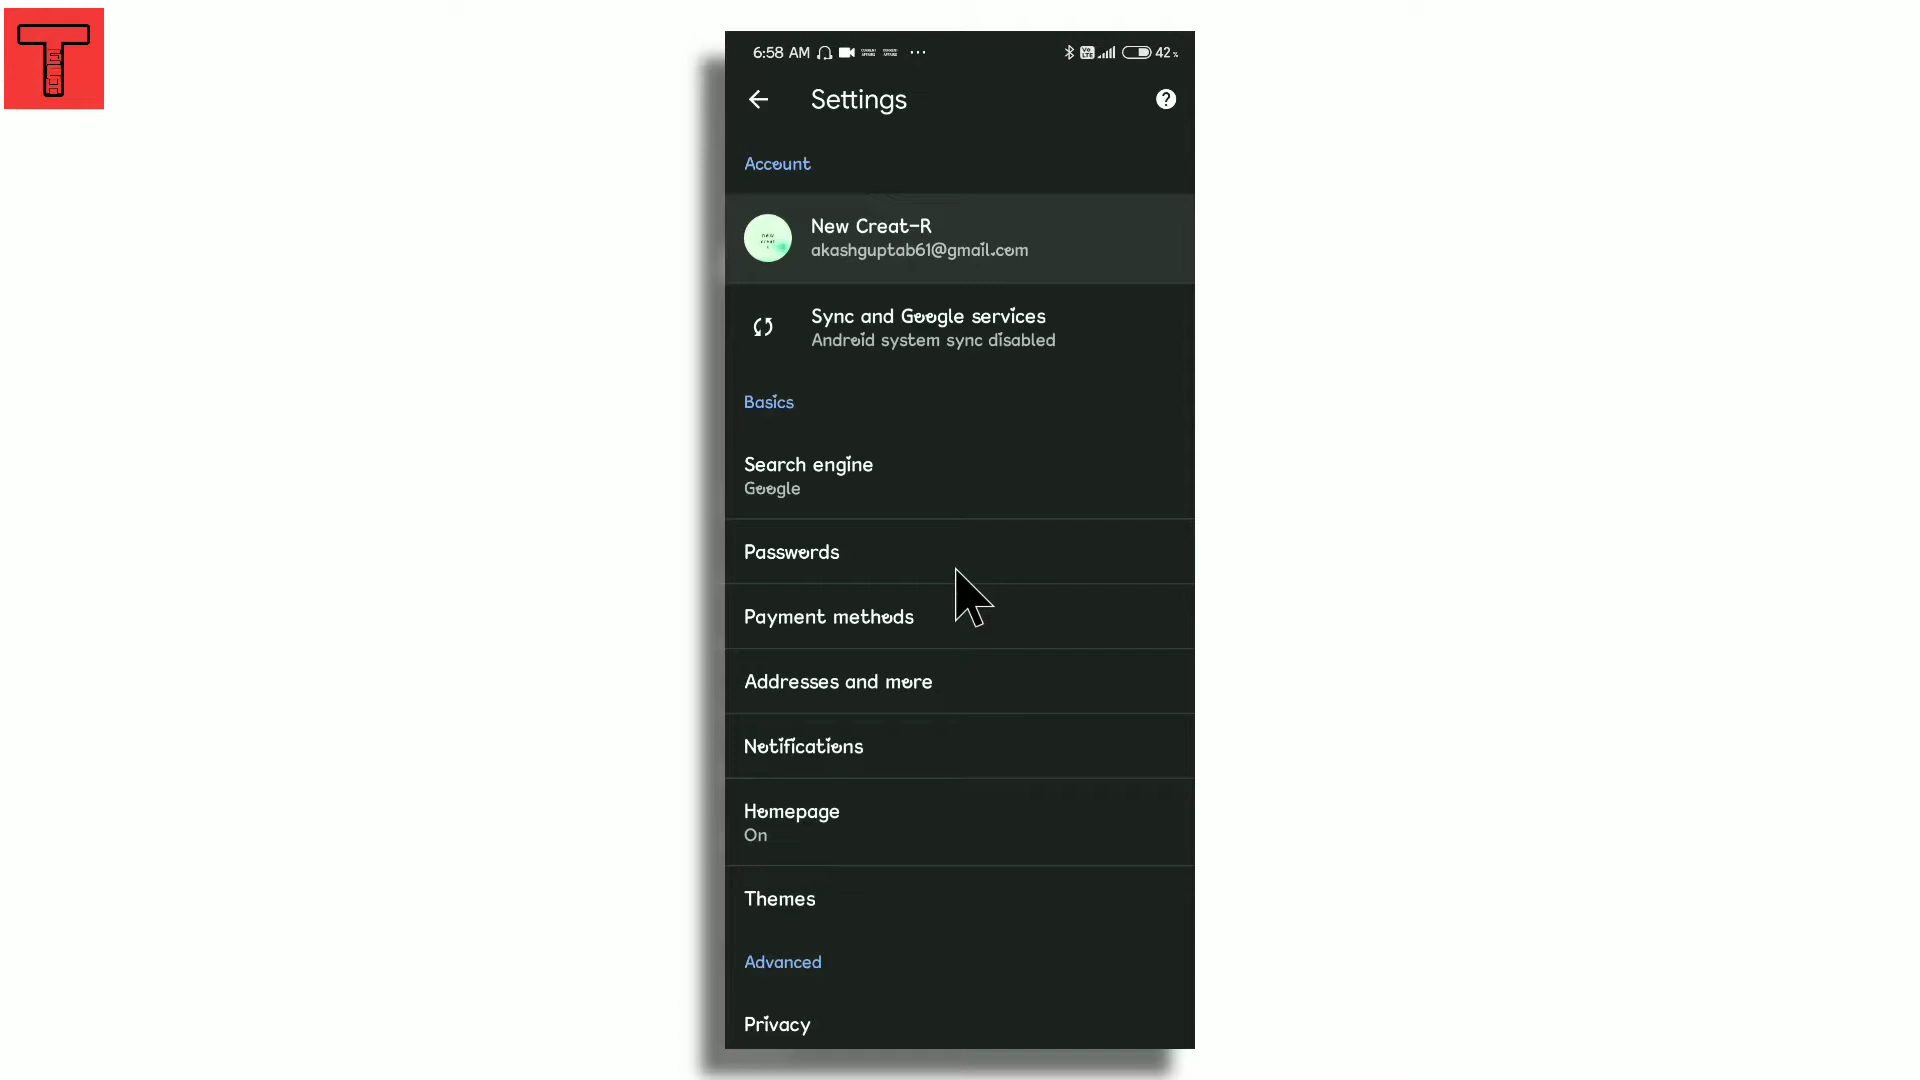 T
6:58 AM ... 42%
Settings
Account
New Creat-R
akashguptab61@gmail.com
Sync and Google services
Android system sync disabled
Basics
Search engine
Google
Passwords
Payment methods
Addresses and more
Notifications
Homepage
On
Themes
Advanced
Privacy